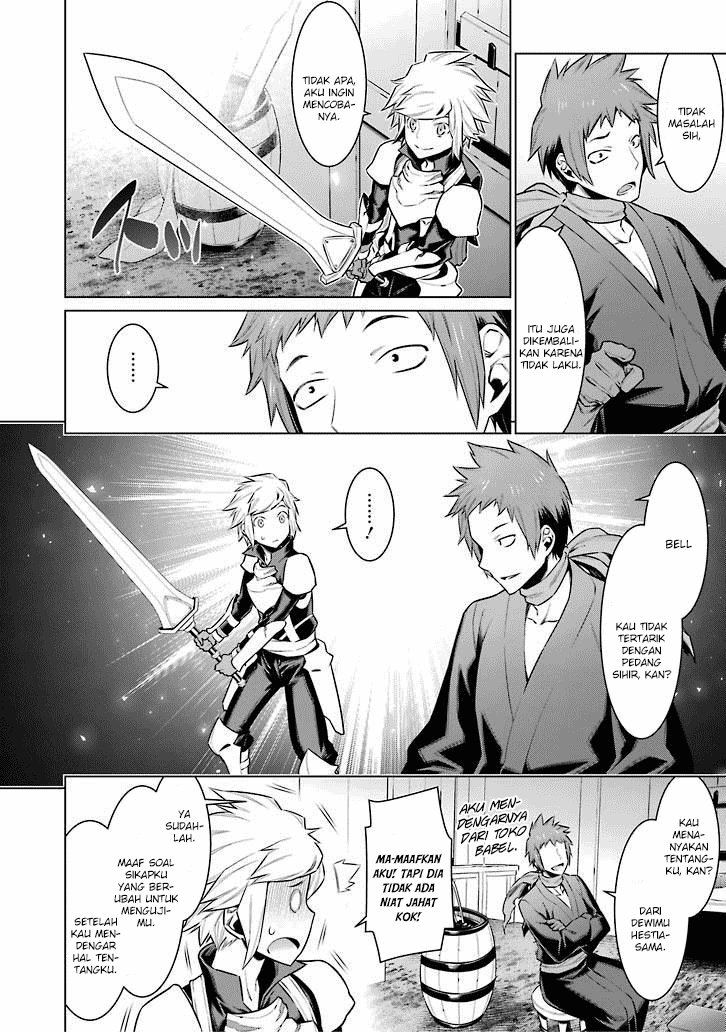 TIDAK
MASALAH
SIH,
ITU JUGA
DIKEMBALI-
KAN KARENA
TIDAK LAKU.
TIDAK APA,
AKU INGIN
MENCOBA-
NYA.
......
......!
BELL
KAU TIDAK
TERTARIK
DENGAN
PEDANG
SIHIR, KAN?
KAU
MENA-
NYAKAN
TENTANG-
KU, KAN?
DARI
DEWIMU
HESTIA-
SAMA.
AKU MEN-
DENGARNYA
DARI TOKO
BABEL.
MA-MAAFKAN
AKU! TAPI DIA
TIDAK ADA
NIAT JAHAT
KOK!
YA
SUDAH-
LAH.
MAAF SOAL
SIKAPKU
YANG BER-
UBAH UNTUK
MENGUJI-
MU.
SETELAH
KAU MEN-
DENGAR
HAL TEN-
TANGKU.